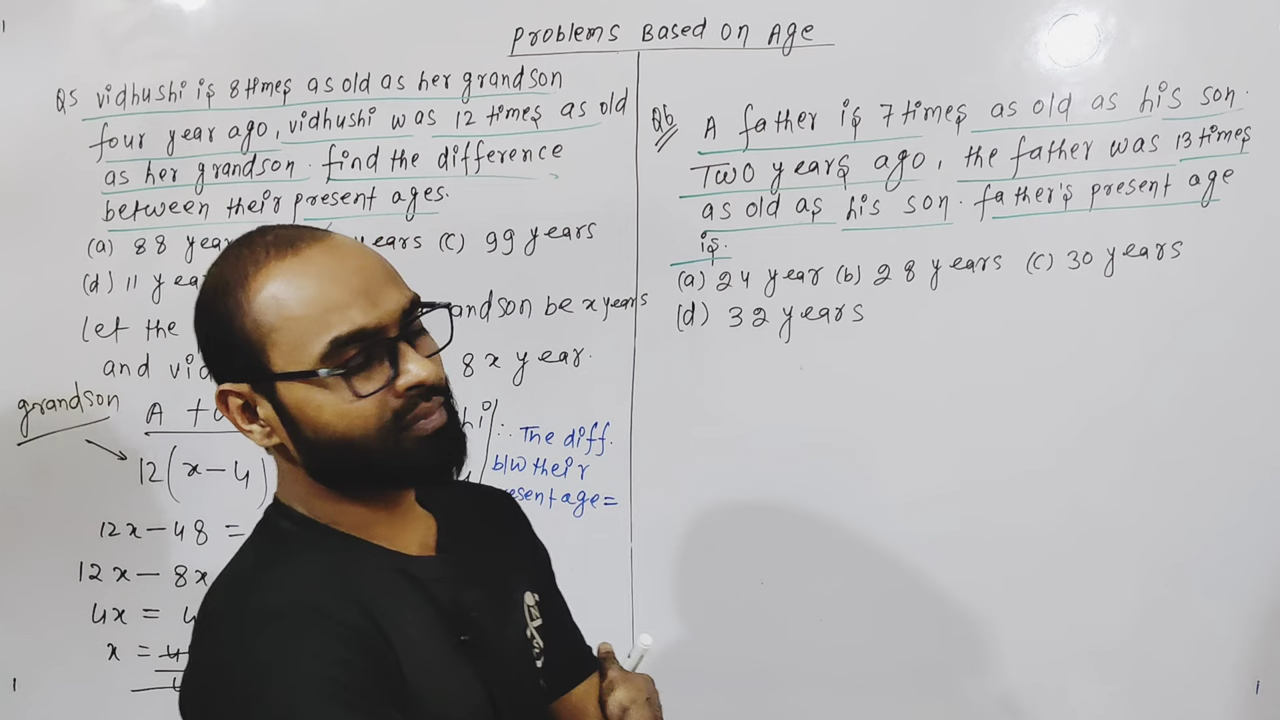 Problems Based On Age
Q5 vidhushi is 8 times as old as her grandson
four year ago, vidhushi was 12 times as old
as her grandson. find the difference
between their present ages.
(a) 88 year
ears (c) 99 years
(d) 11 yea
Let the
andson be x years
and vid
8x year.
grandson
12(x-4)
12x-48 =
12x- 8x
4x =
x =
∴ The diff.
b/w their
esent age=
Q6 A father is 7 times as old as his son.
Two years ago, the father was 13 times
as old as his son. father's present age
is.
(a) 24 year (b) 28 years (c) 30 years
(d) 32 years